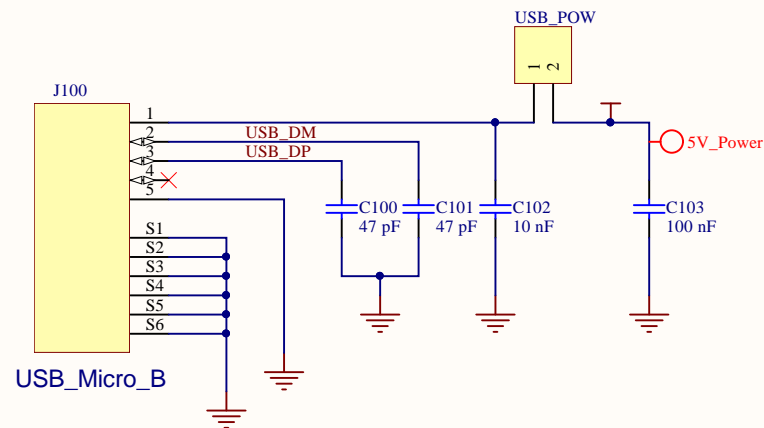 USB_POW
1
2
J100
1
2
3
4
5
USB_DM
USB_DP
5V_Power
C100
47 pF
C101
47 pF
C102
10 nF
C103
100 nF
S1
S2
S3
S4
S5
S6
USB_Micro_B